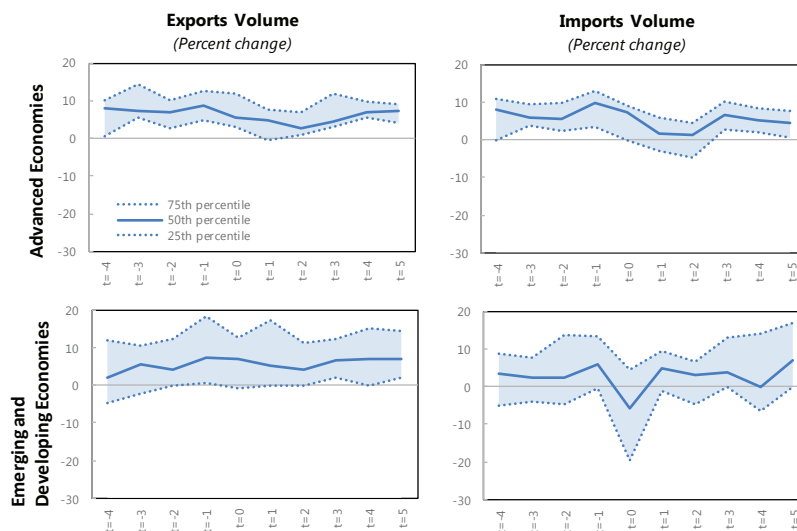 Exports Volume
(Percent change)
Imports Volume
(Percent change)
Advanced Economies
20
10
0
-10
-20
-30
75th percentile
50th percentile
25th percentile
t=-4
t=-3
t=-2
t=-1
t=0
t=1
t=2
t=3
t=4
t=5
20
10
0
-10
-20
-30
t=-4
t=-3
t=-2
t=-1
t=0
t=1
t=2
t=3
t=4
t=5
Emerging and
Developing Economies
20
10
0
-10
-20
-30
t=-4
t=-3
t=-2
t=-1
t=0
t=1
t=2
t=3
t=4
t=5
20
10
0
-10
-20
-30
t=-4
t=-3
t=-2
t=-1
t=0
t=1
t=2
t=3
t=4
t=5